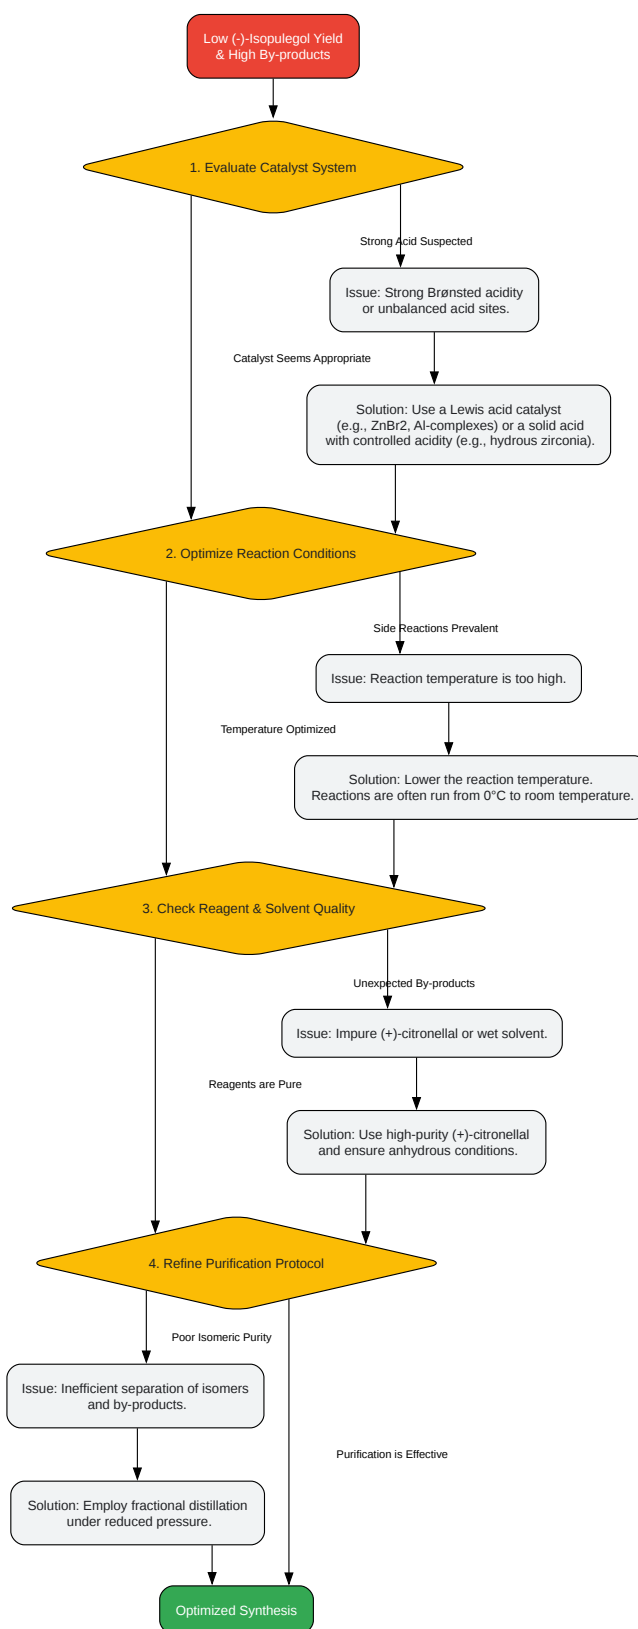 Low (-)-Isopulegol Yield
& High By-products
1. Evaluate Catalyst System
Strong Acid Suspected
Issue: Strong Brønsted acidity
or unbalanced acid sites.
Catalyst Seems Appropriate
Solution: Use a Lewis acid catalyst
(e.g., ZnBr2, Al-complexes) or a solid acid
with controlled acidity (e.g., hydrous zirconia).
2. Optimize Reaction Conditions
Side Reactions Prevalent
Issue: Reaction temperature is too high.
Temperature Optimized
Solution: Lower the reaction temperature.
Reactions are often run from 0°C to room temperature.
3. Check Reagent & Solvent Quality
Unexpected By-products
Issue: Impure (+)-citronellal or wet solvent.
Reagents are Pure
Solution: Use high-purity (+)-citronellal
and ensure anhydrous conditions.
4. Refine Purification Protocol
Poor Isomeric Purity
Issue: Inefficient separation of isomers
and by-products.
Purification is Effective
Solution: Employ fractional distillation
under reduced pressure.
Optimized Synthesis